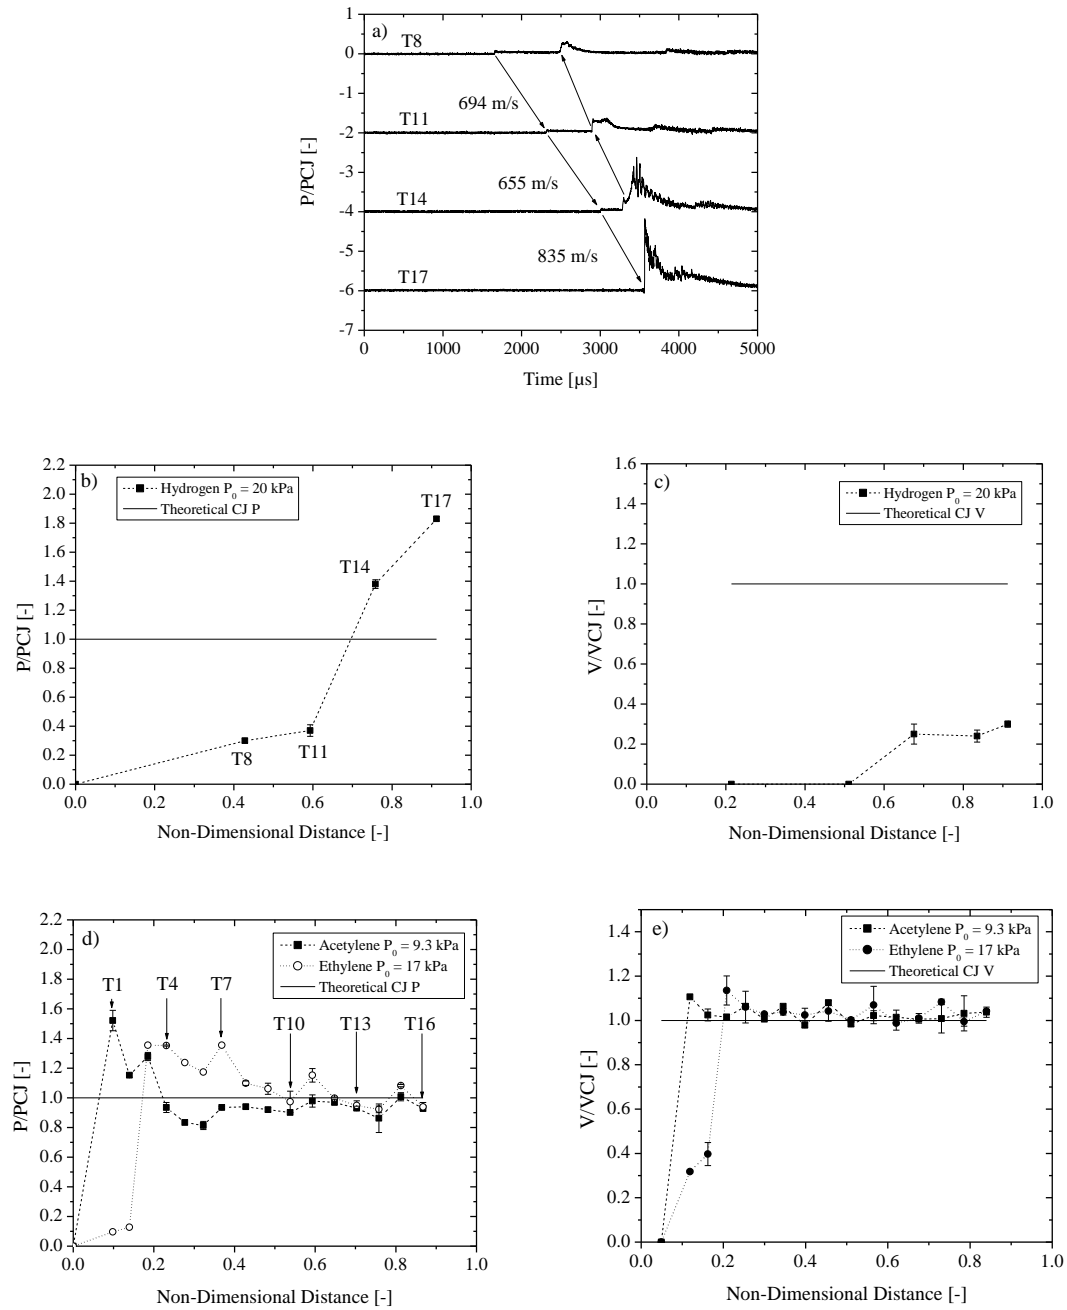 a)
1
0
-1
-2
-3
-4
-5
-6
-7
P/PCJ [-]
T8
694 m/s
T11
655 m/s
T14
835 m/s
T17
0 1000 2000 3000 4000 5000
Time [µs]
b)
2.2
2.0
1.8
1.6
1.4
1.2
1.0
0.8
0.6
0.4
0.2
0.0
P/PCJ [-]
Hydrogen P0 = 20 kPa
Theoretical CJ P
T17
T14
T8
T11
0.0 0.2 0.4 0.6 0.8 1.0
Non-Dimensional Distance [-]
c)
1.6
1.4
1.2
1.0
0.8
0.6
0.4
0.2
0.0
V/VCJ [-]
Hydrogen P0 = 20 kPa
Theoretical CJ V
0.0 0.2 0.4 0.6 0.8 1.0
Non-Dimensional Distance [-]
d)
2.2
2.0
1.8
1.6
1.4
1.2
1.0
0.8
0.6
0.4
0.2
0.0
P/PCJ [-]
Acetylene P0 = 9.3 kPa
Ethylene P0 = 17 kPa
Theoretical CJ P
T1 T4 T7
T10 T13 T16
0.0 0.2 0.4 0.6 0.8 1.0
Non-Dimensional Distance [-]
e)
1.4
1.2
1.0
0.8
0.6
0.4
0.2
0.0
V/VCJ [-]
Acetylene P0 = 9.3 kPa
Ethylene P0 = 17 kPa
Theoretical CJ V
0.0 0.2 0.4 0.6 0.8 1.0
Non-Dimensional Distance [-]